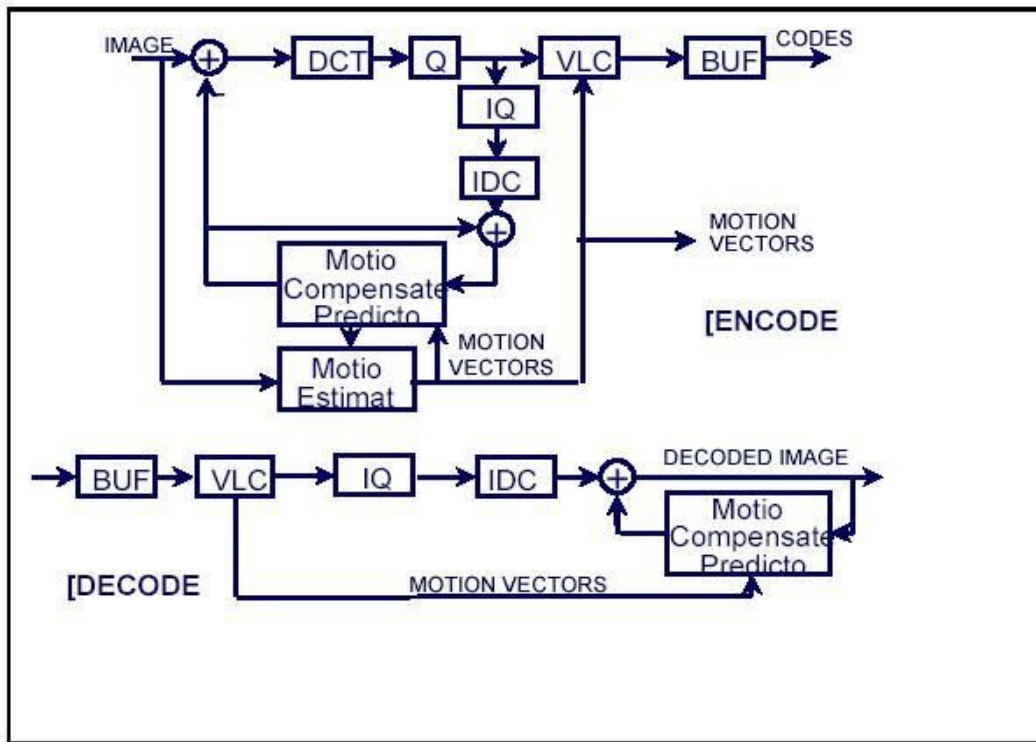 IMAGE
DCT
Q
VLC
BUF
CODES
IQ
IDC
MOTION
VECTORS
Motio
Compensate
Predicto
[ENCODE
MOTION
VECTORS
Motio
Estimat
BUF
VLC
IQ
IDC
DECODED IMAGE
Motio
Compensate
Predicto
[DECODE
MOTION VECTORS